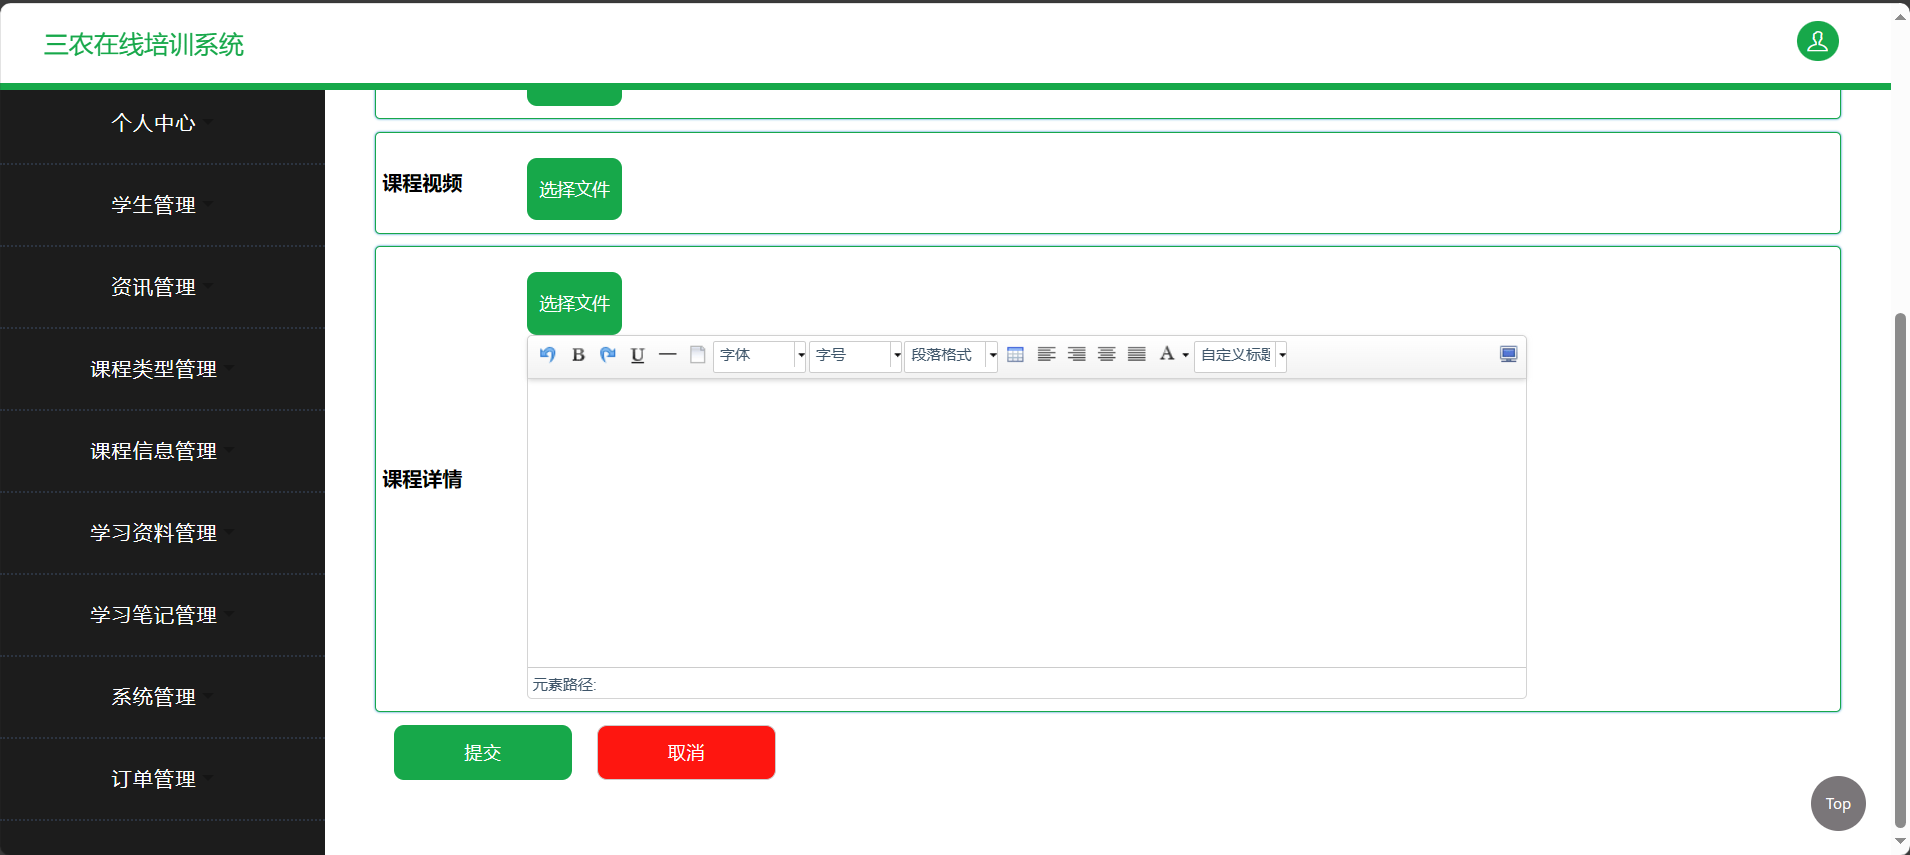 三农在线培训系统
个人中心
学生管理
资讯管理
课程类型管理
课程信息管理
学习资料管理
学习笔记管理
系统管理
订单管理
课程视频
选择文件
选择文件
B U 字体 字号 段落格式 A 自定义标题
课程详情
元素路径:
提交 取消
Top